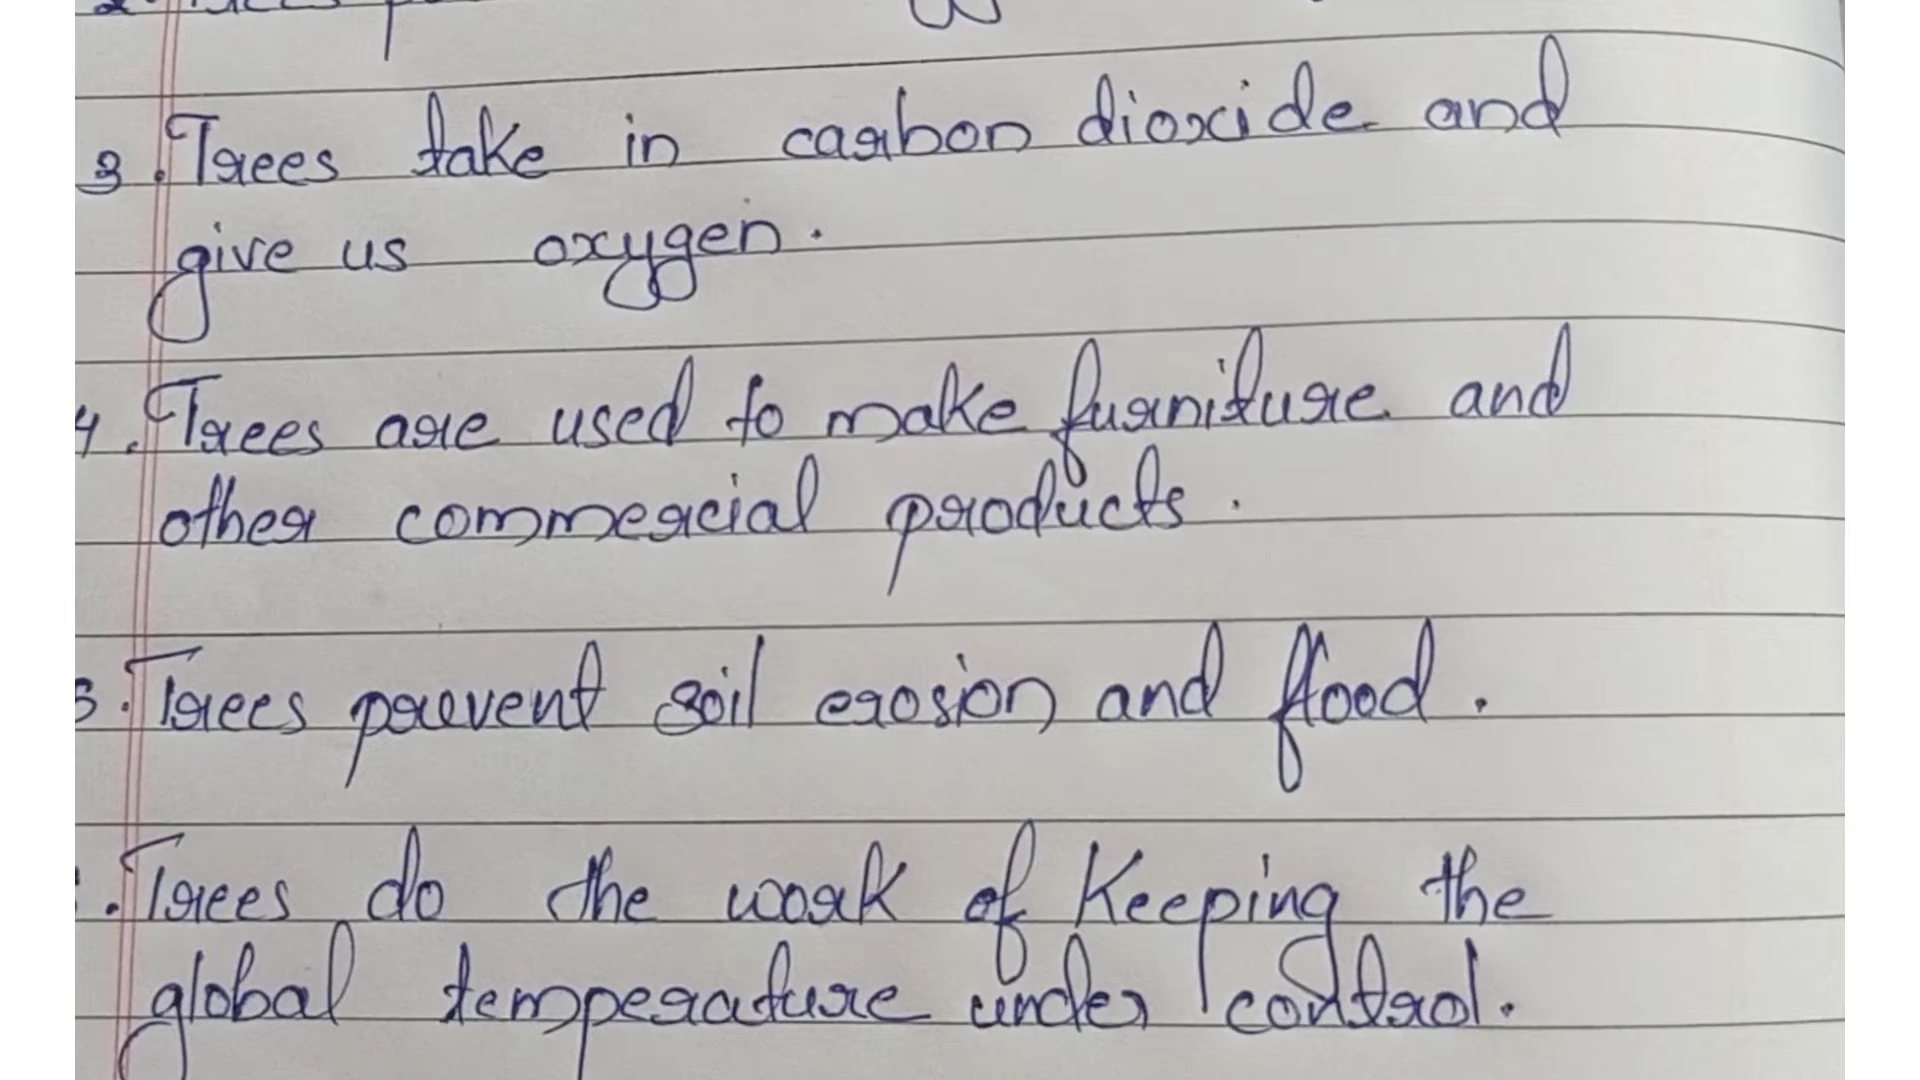 3. Trees take in carbon dioxide and
give us oxygen.
4. Trees are used to make furniture and
other commercial products.
5. Trees prevent soil erosion and flood.
. Trees do the work of Keeping the
global temperature under control.